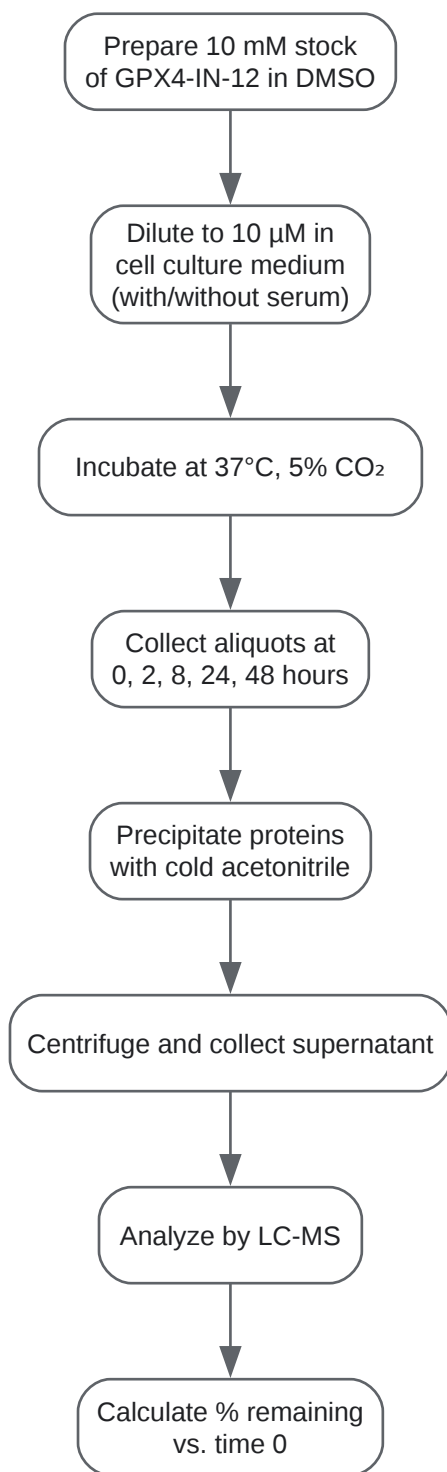 Prepare 10 mM stock
of GPX4-IN-12 in DMSO
Dilute to 10 µM in
cell culture medium
(with/without serum)
Incubate at 37°C, 5% CO₂
Collect aliquots at
0, 2, 8, 24, 48 hours
Precipitate proteins
with cold acetonitrile
Centrifuge and collect supernatant
Analyze by LC-MS
Calculate % remaining
vs. time 0